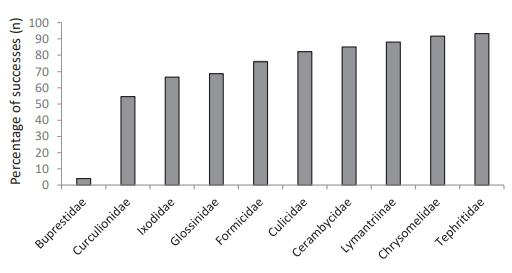 Percentage of successes (n)
100
90
80
70
60
50
40
30
20
10
0
Buprestidae
Curculionidae
Ixodidae
Glossinidae
Formicidae
Culicidae
Cerambycidae
Lymantriinae
Chrysomelidae
Tephritidae